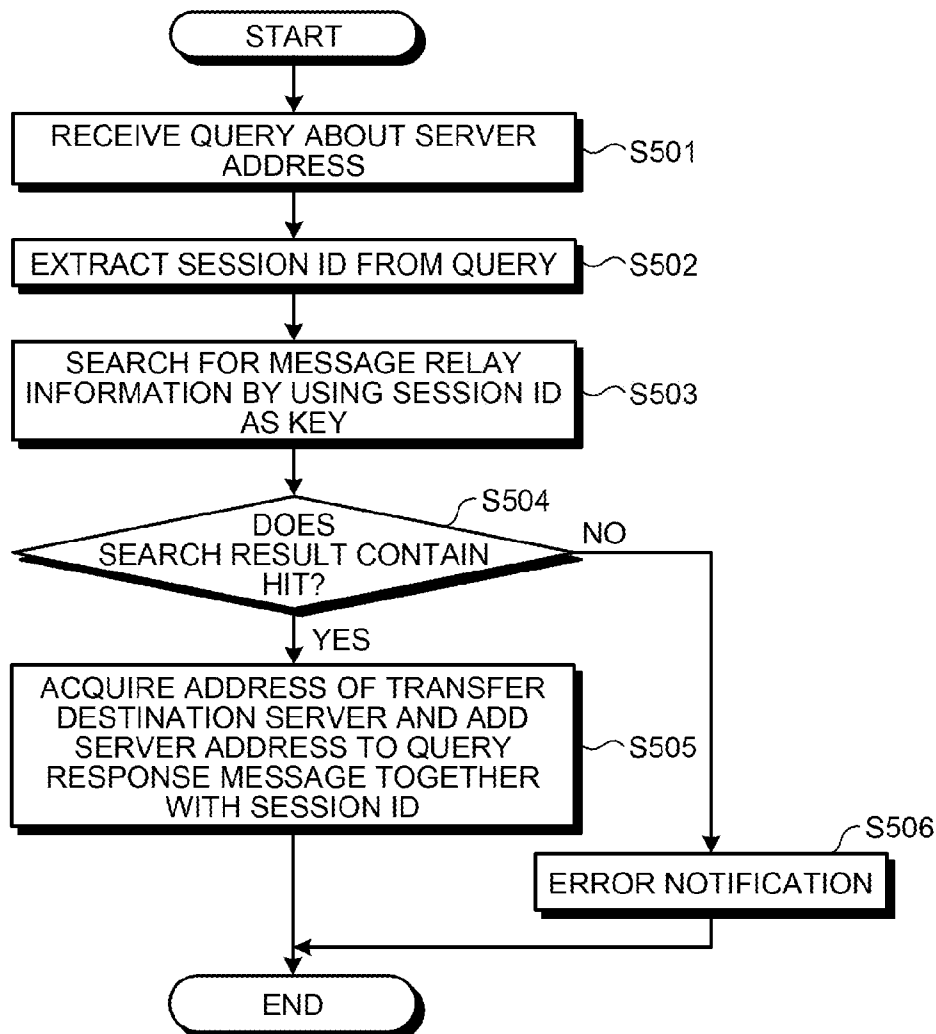 START
RECEIVE QUERY ABOUT SERVER
ADDRESS
S501
EXTRACT SESSION ID FROM QUERY
S502
SEARCH FOR MESSAGE RELAY
INFORMATION BY USING SESSION ID
AS KEY
S503
S504
DOES
SEARCH RESULT CONTAIN
HIT?
NO
YES
ACQUIRE ADDRESS OF TRANSFER
DESTINATION SERVER AND ADD
SERVER ADDRESS TO QUERY
RESPONSE MESSAGE TOGETHER
WITH SESSION ID
S505
S506
ERROR NOTIFICATION
END